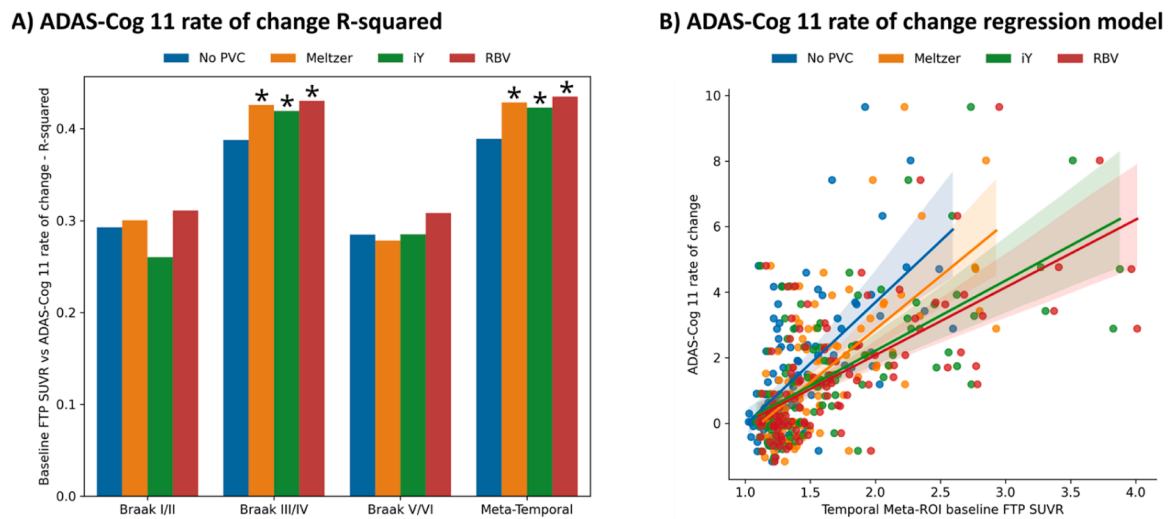 A) ADAS-Cog 11 rate of change R-squared
No PVC Meltzer iY RBV
Baseline FTP SUVR vs ADAS-Cog 11 rate of change - R-squared
0.4
0.3
0.2
0.1
0.0
* * *
* * *
Braak I/II Braak III/IV Braak V/VI Meta-Temporal
B) ADAS-Cog 11 rate of change regression model
No PVC Meltzer iY RBV
ADAS-Cog 11 rate of change
10
8
6
4
2
0
1.0 1.5 2.0 2.5 3.0 3.5 4.0
Temporal Meta-ROI baseline FTP SUVR